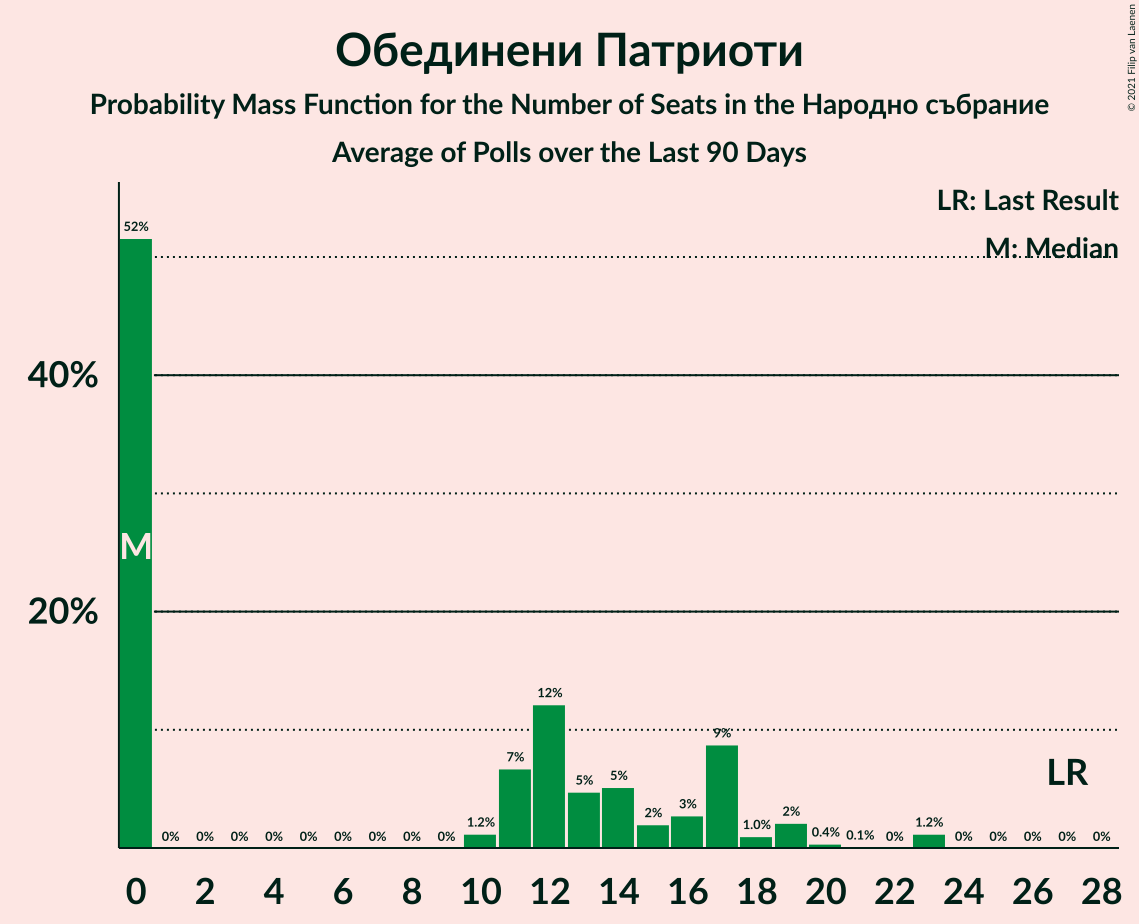 Обединени Патриоти
Probability Mass Function for the Number of Seats in the Народно събрание
Average of Polls over the Last 90 Days
© 2021 Filip van Laenen
LR: Last Result
M: Median
52%
40%
M
20%
12%
9%
7%
5%
5%
LR
3%
2%
2%
1.2%
1.0%
0.4%
0.1%
1.2%
0% 0% 0% 0% 0% 0% 0% 0% 0% 0% 0% 0% 0% 0% 0%
0 2 4 6 8 10 12 14 16 18 20 22 24 26 28